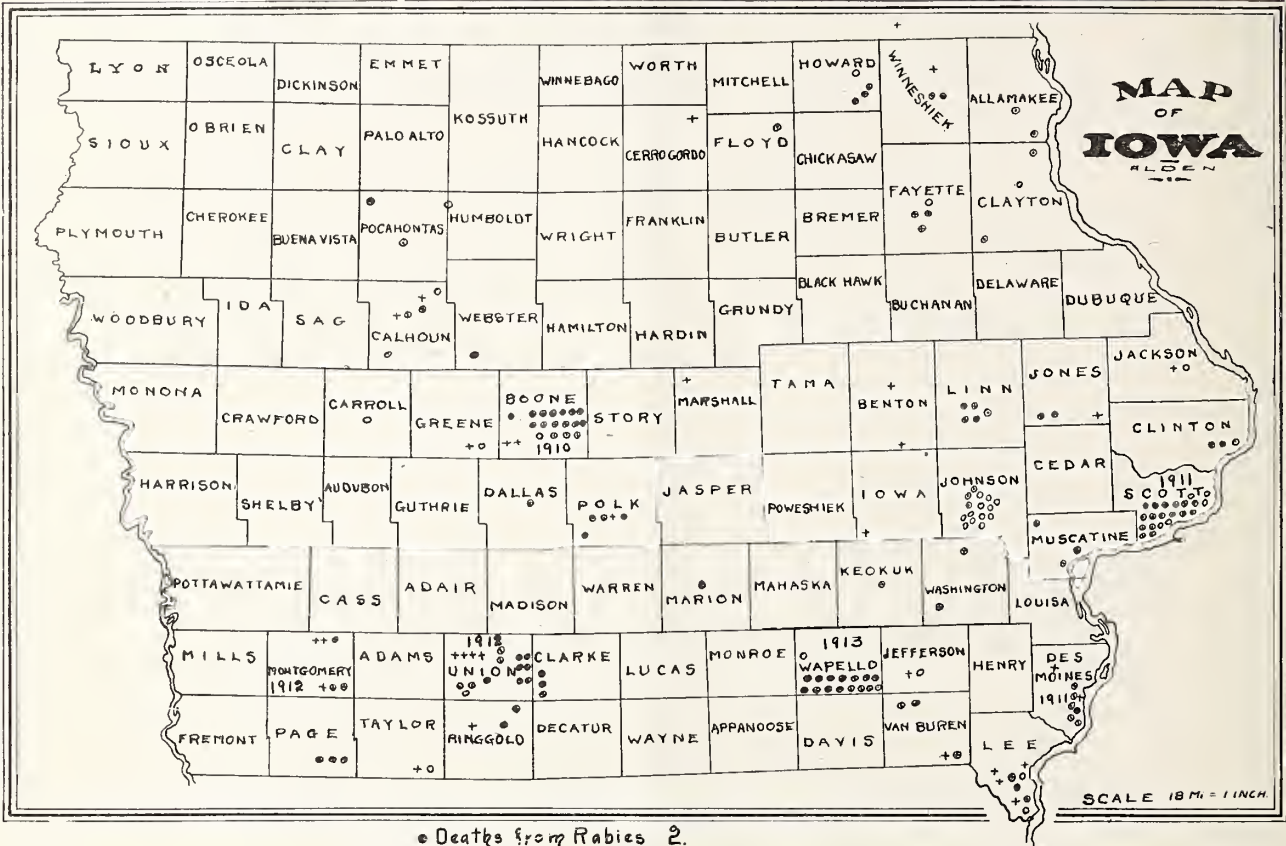 MAP
OF
IOWA
ALDEN
LYON
OSCEOLA
DICKINSON
EMMET
KOSSUTH
WINNEBAGO
WORTH
MITCHELL
HOWARD
WINNESHIEK
ALLAMAKEE
SIOUX
O BRIEN
CLAY
PALO ALTO
HANCOCK
CERRO GORDO
FLOYD
CHICKASAW
FAYETTE
CLAYTON
PLYMOUTH
CHEROKEE
BUENA VISTA
POCAHONTAS
HUMBOLDT
WRIGHT
FRANKLIN
BUTLER
BREMER
WOODBURY
IDA
SAG
CALHOUN
WEBSTER
HAMILTON
HARDIN
GRUNDY
BLACK HAWK
BUCHANAN
DELAWARE
DUBUQUE
MONONA
CRAWFORD
CARROLL
GREENE
BOONE
1910
STORY
MARSHALL
TAMA
BENTON
LINN
JONES
JACKSON
CLINTON
HARRISON
SHELBY
AUDUBON
GUTHRIE
DALLAS
POLK
JASPER
POWESHIEK
IOWA
JOHNSON
CEDAR
1911
SCOTT
MUSCATINE
POTTAWATTAMIE
CASS
ADAIR
MADISON
WARREN
MARION
MAHASKA
KEOKUK
WASHINGTON
LOUISA
MILLS
MONTGOMERY
1912
ADAMS
1912
UNION
CLARKE
LUCAS
MONROE
1913
WAPELLO
JEFFERSON
HENRY
DES
MOINES
1911
FREMONT
PAGE
TAYLOR
RINGGOLD
DECATUR
WAYNE
APPANOOSE
DAVIS
VAN BUREN
LEE
SCALE 18 Mi = 1 INCH.
Deaths from Rabies 2.